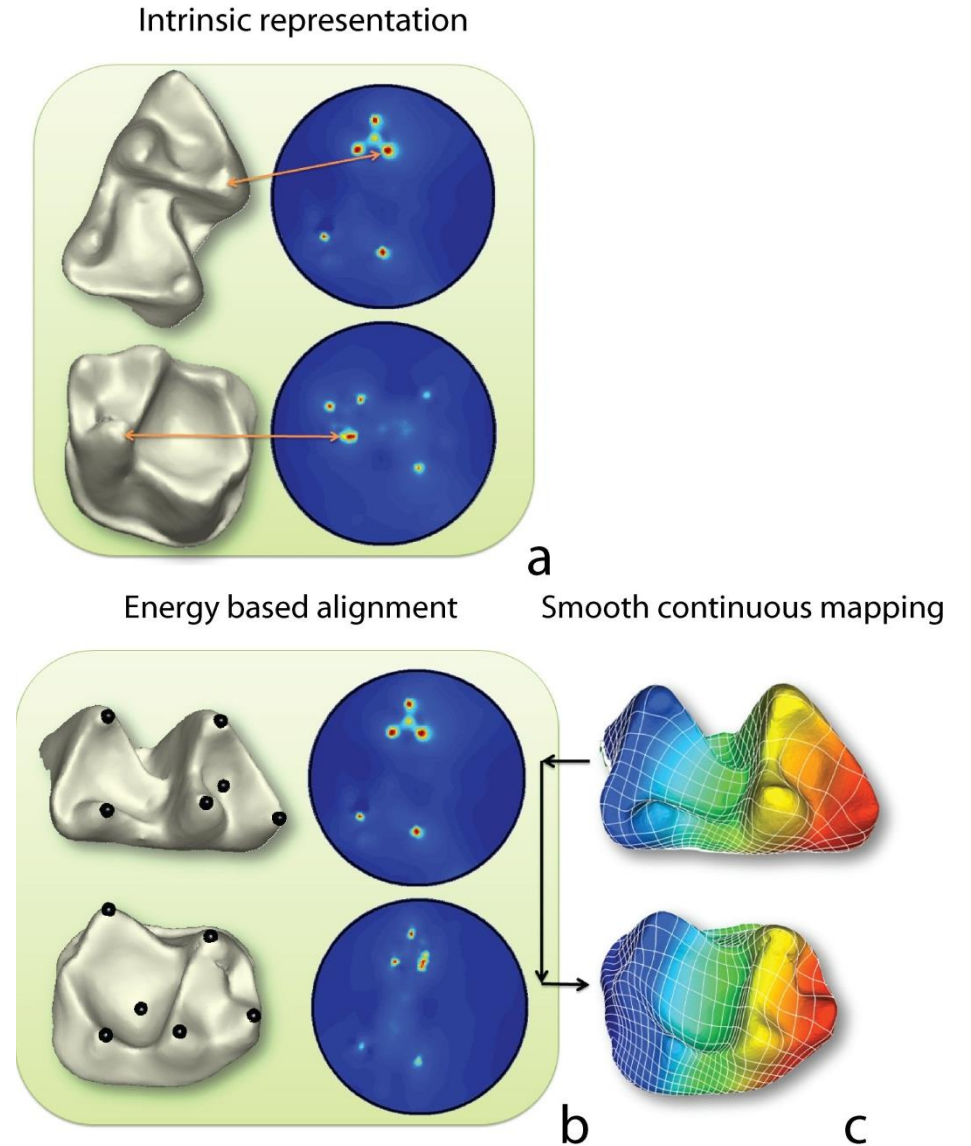 Intrinsic representation
a
Energy based alignment
Smooth continuous mapping
b
c